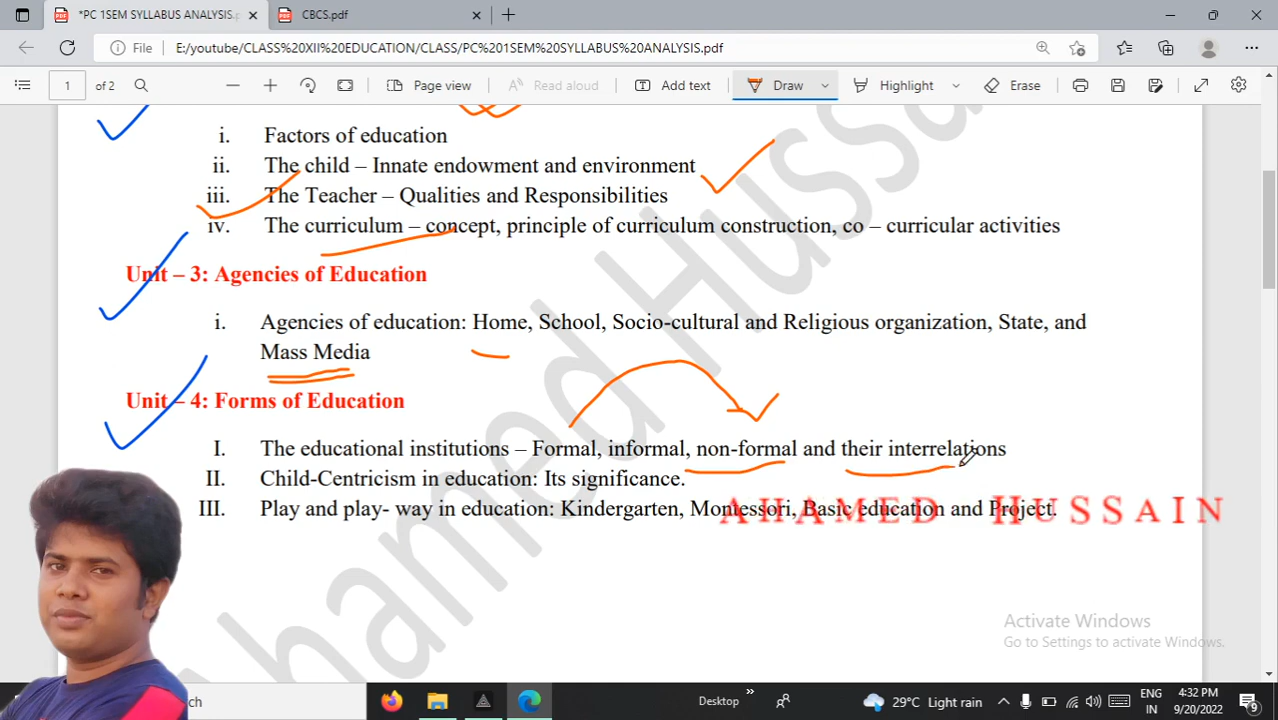 *PC 1SEM SYLLABUS ANALYSIS.p
CBCS.pdf
File
E:/youtube/CLASS%20XII%20EDUCATION/CLASS/PC%201SEM%20SYLLABUS%20ANALYSIS.pdf
1 of 2
Page view
Read aloud
Add text
Draw
Highlight
Erase
i. Factors of education
ii. The child – Innate endowment and environment
iii. The Teacher – Qualities and Responsibilities
iv. The curriculum – concept, principle of curriculum construction, co – curricular activities
Unit – 3: Agencies of Education
i. Agencies of education: Home, School, Socio-cultural and Religious organization, State, and
Mass Media
Unit – 4: Forms of Education
I. The educational institutions – Formal, informal, non-formal and their interrelations
II. Child-Centricism in education: Its significance.
III. Play and play- way in education: Kindergarten, Montessori, Basic education and Project.
AHAMED HUSSAIN
Ahamed Hussa
Activate Windows
Go to Settings to activate Windows.
rch
Desktop
29°C Light rain
ENG
IN
4:32 PM
9/20/2022
9